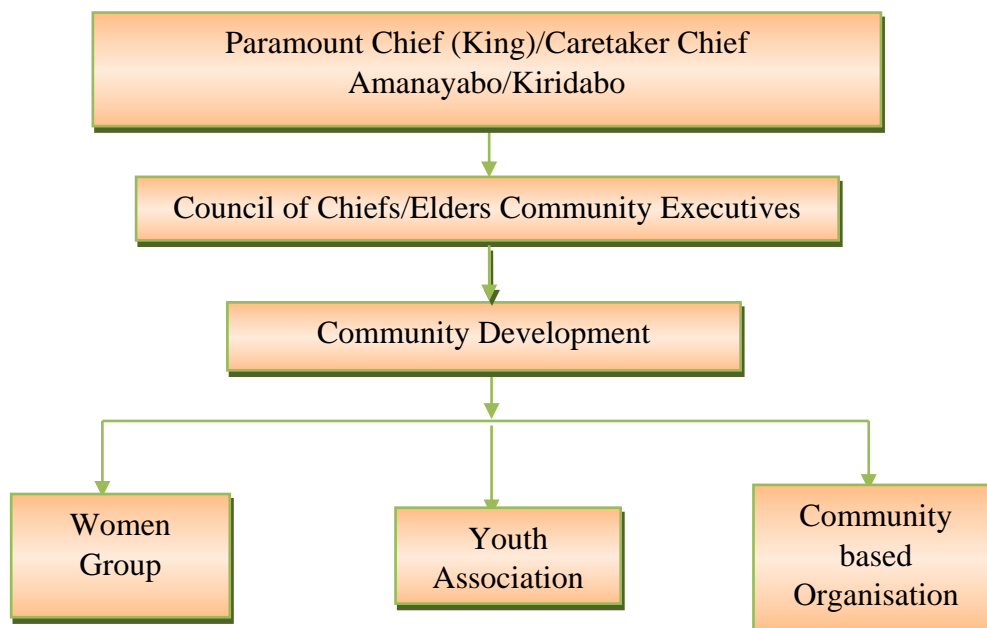 Paramount Chief (King)/Caretaker Chief
Amanayabo/Kiridabo
Council of Chiefs/Elders Community Executives
Community Development
Women
Group
Youth
Association
Community
based
Organisation